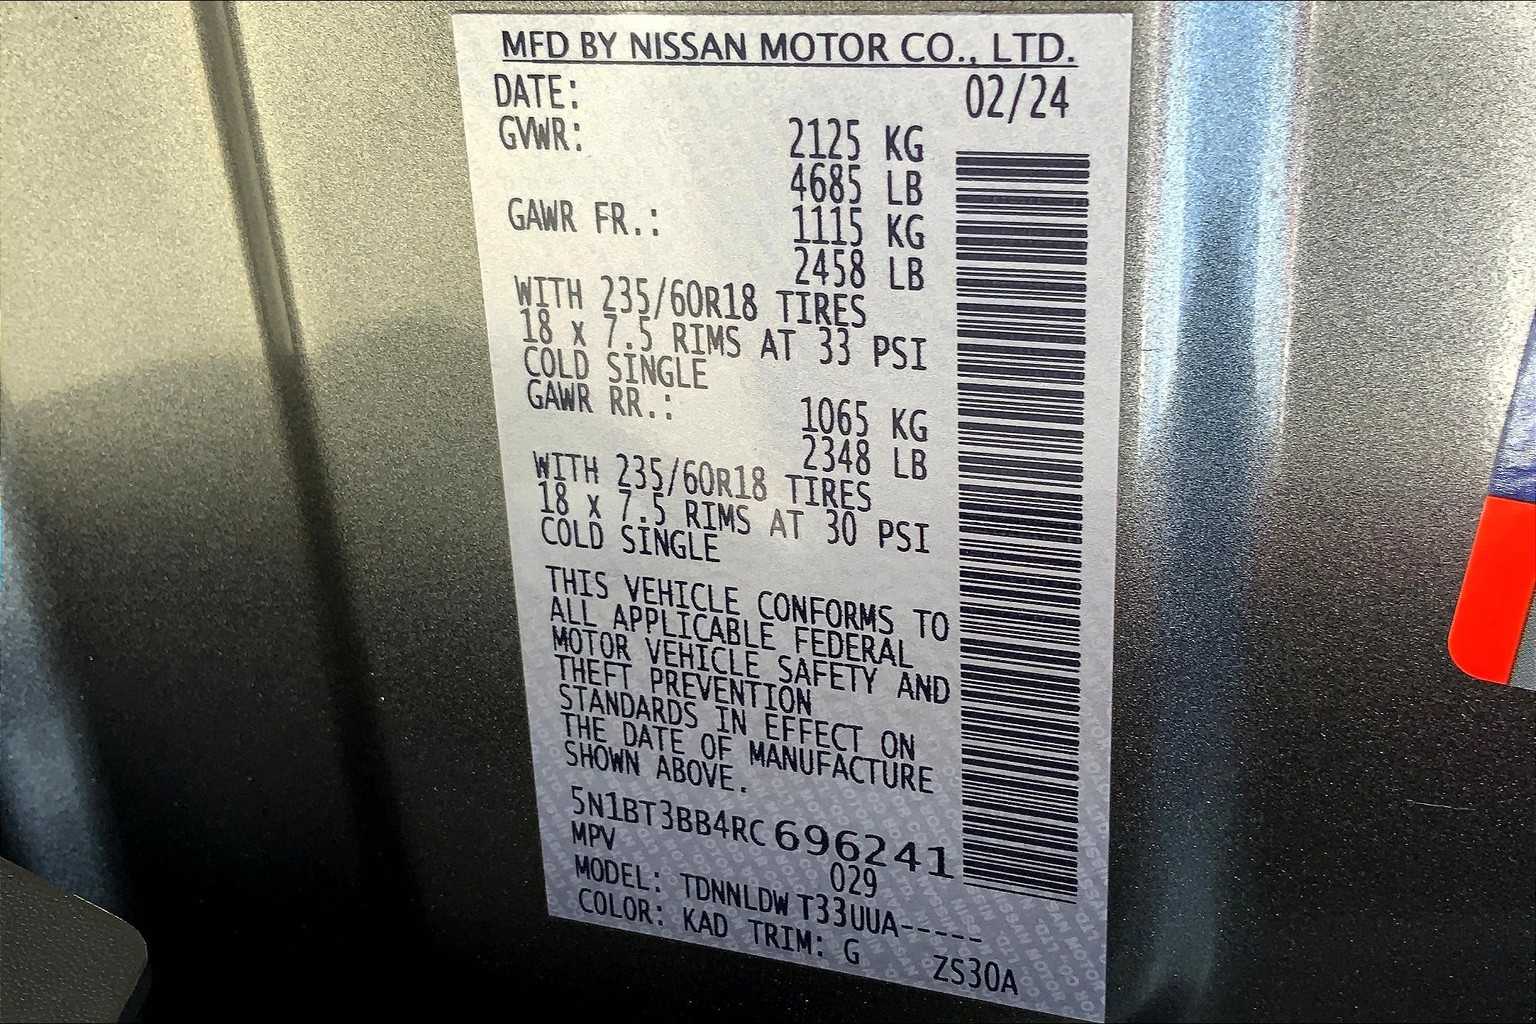 MFD BY NISSAN MOTOR CO., LTD.
DATE: 02/24
GVWR: 2125 KG
4685 LB
GAWR FR.: 1115 KG
2458 LB
WITH 235/60R18 TIRES
18 x 7.5 RIMS AT 33 PSI
COLD SINGLE
GAWR RR.: 1065 KG
2348 LB
WITH 235/60R18 TIRES
18 x 7.5 RIMS AT 30 PSI
COLD SINGLE
THIS VEHICLE CONFORMS TO
ALL APPLICABLE FEDERAL
MOTOR VEHICLE SAFETY AND
THEFT PREVENTION
STANDARDS IN EFFECT ON
THE DATE OF MANUFACTURE
SHOWN ABOVE.
5N1BT3BB4RC696241
MPV 029
MODEL: TDNNLDW T33UUA-----
COLOR: KAD TRIM: G ZS30A